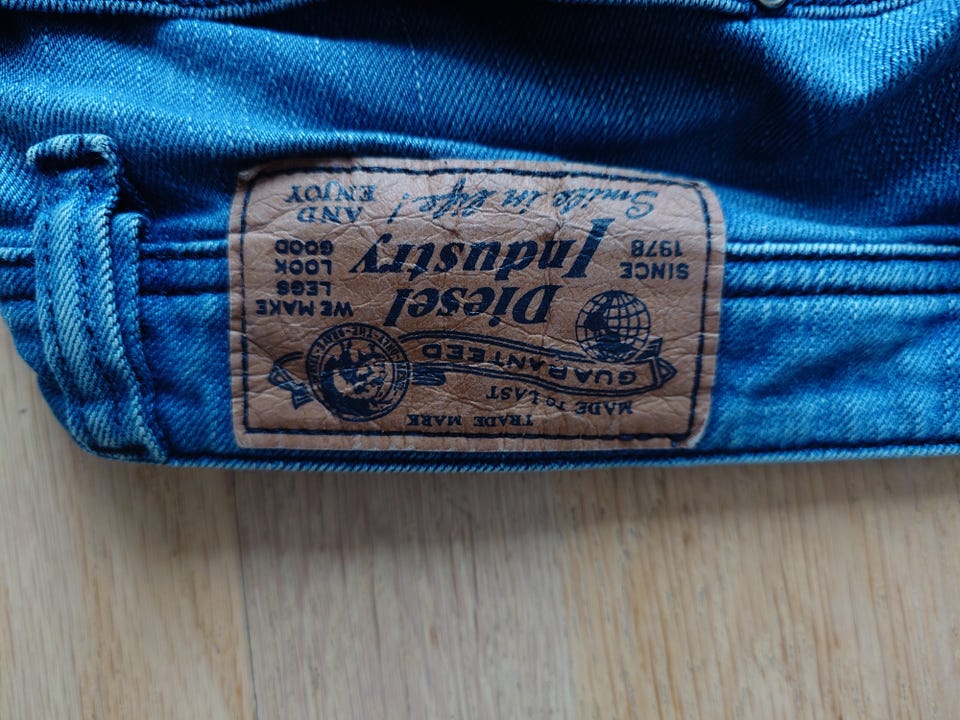 TRADE MARK
MADE TO LAST
GUARANTEED
Diesel
Industry
SINCE
1978
WE MAKE
LEGS
LOOK
GOOD
Smile in life!
AND
ENJOY